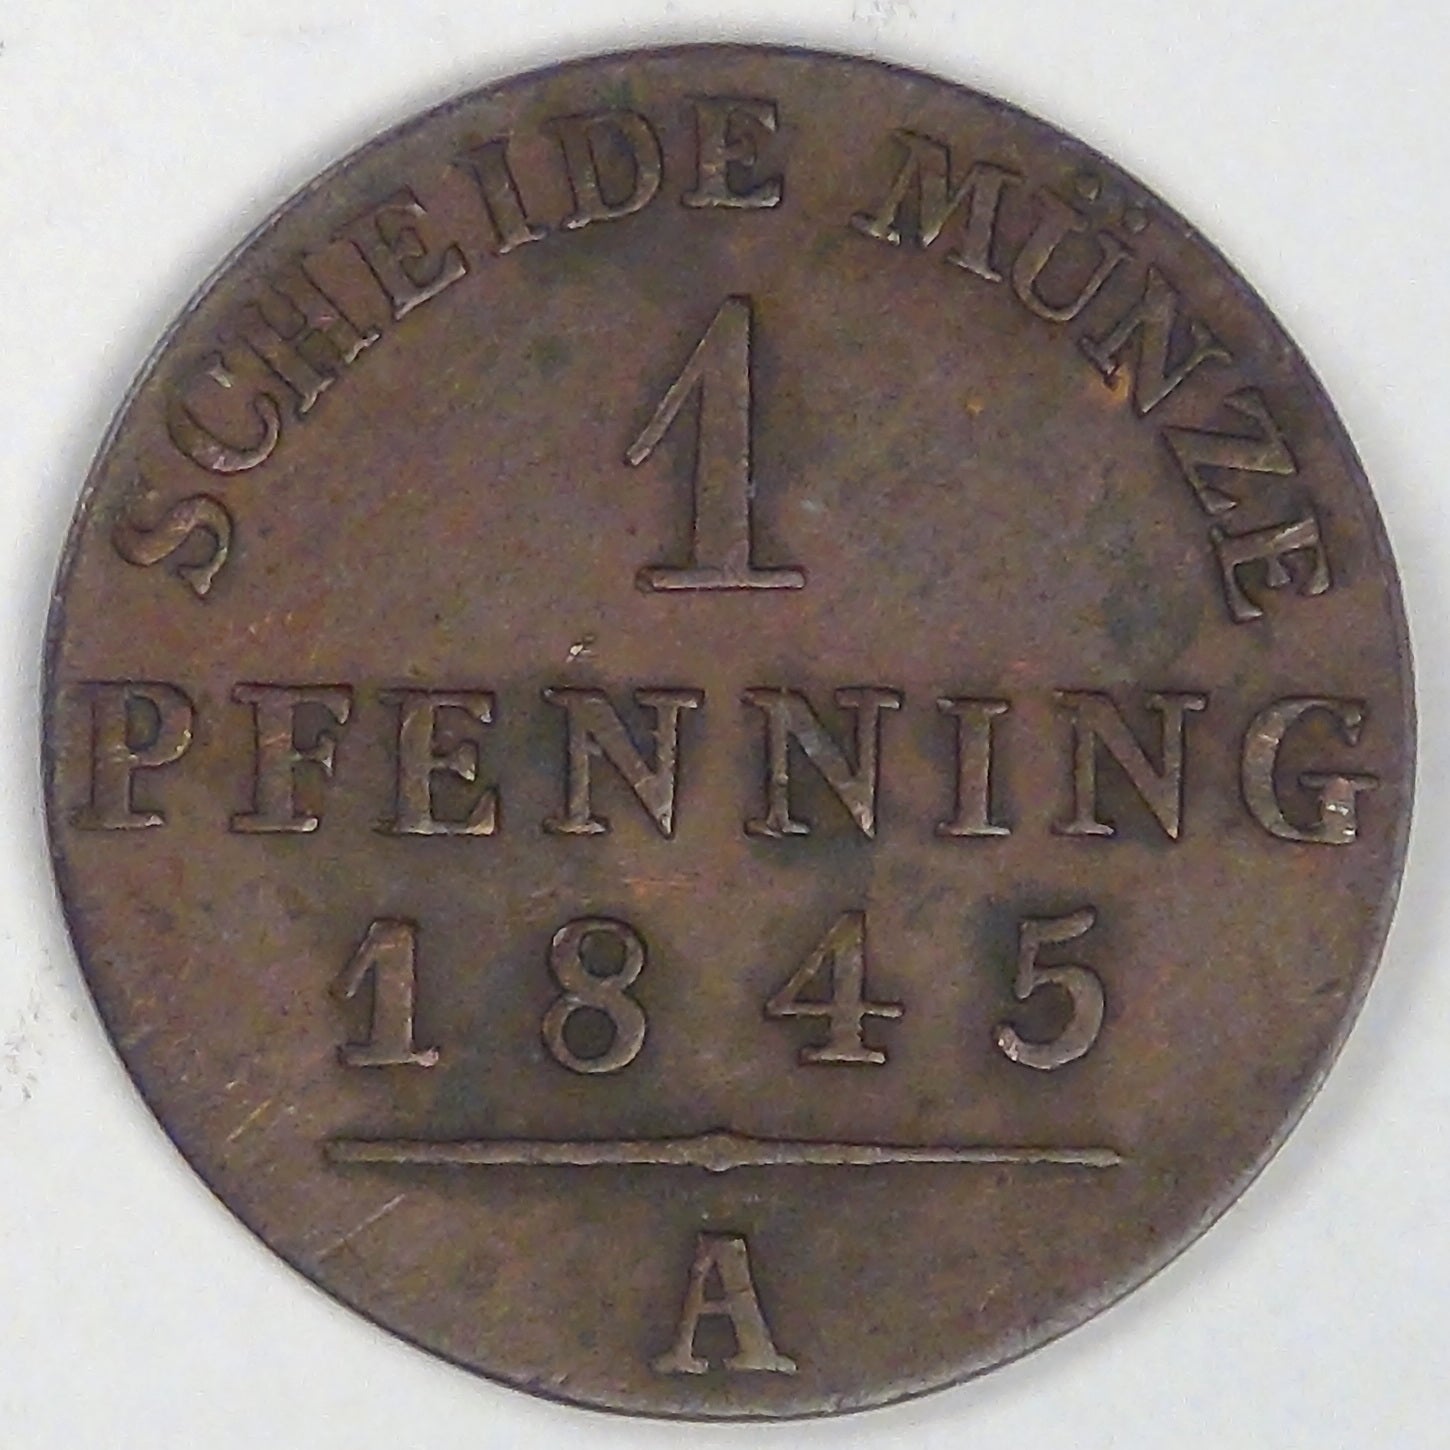 SCHEIDE MÜNZE
1
PFENNING
1845
A